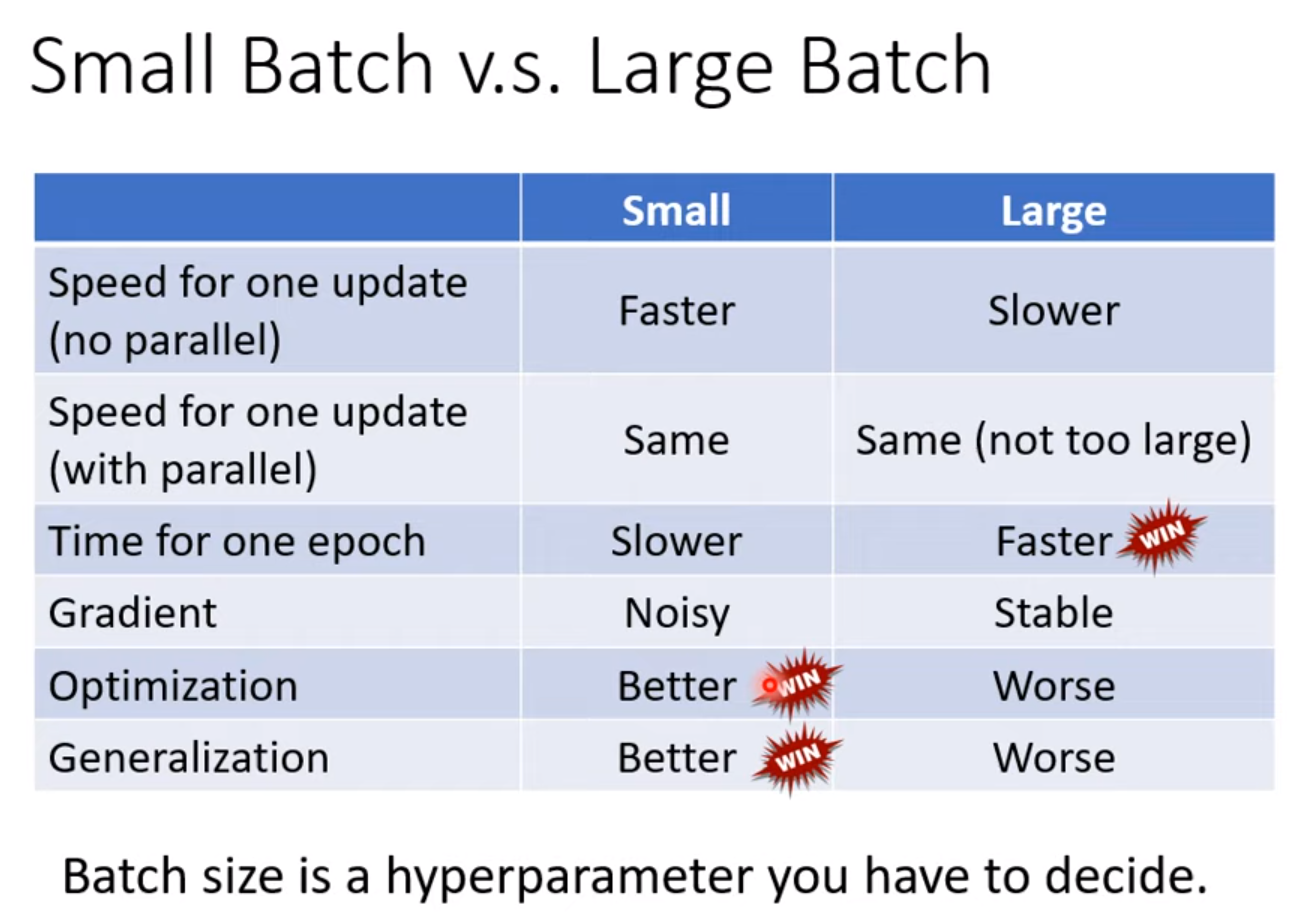 Small Batch v.s. Large Batch
Small Large
Speed for one update
(no parallel) Faster Slower
Speed for one update
(with parallel) Same Same (not too large)
Time for one epoch Slower Faster WIN
Gradient Noisy Stable
Optimization Better WIN Worse
Generalization Better WIN Worse
Batch size is a hyperparameter you have to decide.